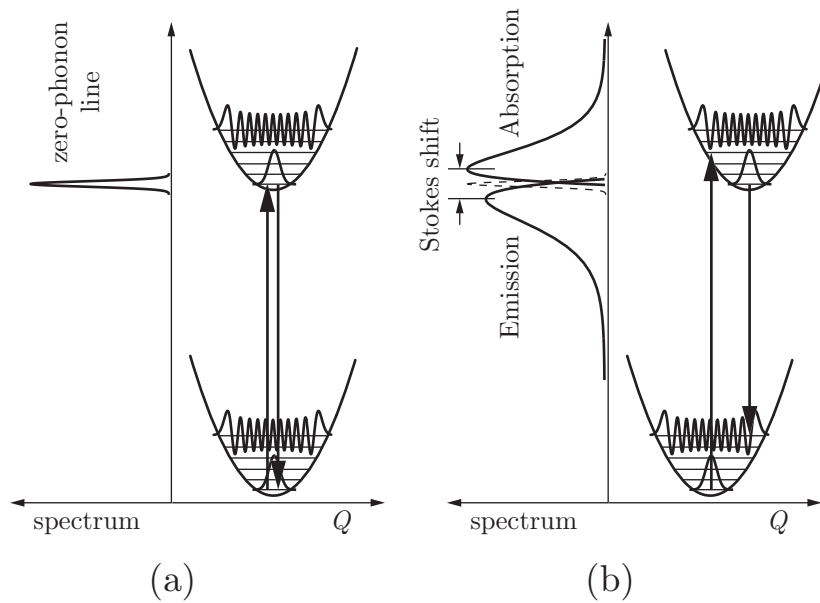 zero-phonon
line
spectrum
Q
(a)
Absorption
Stokes shift
Emission
spectrum
Q
(b)